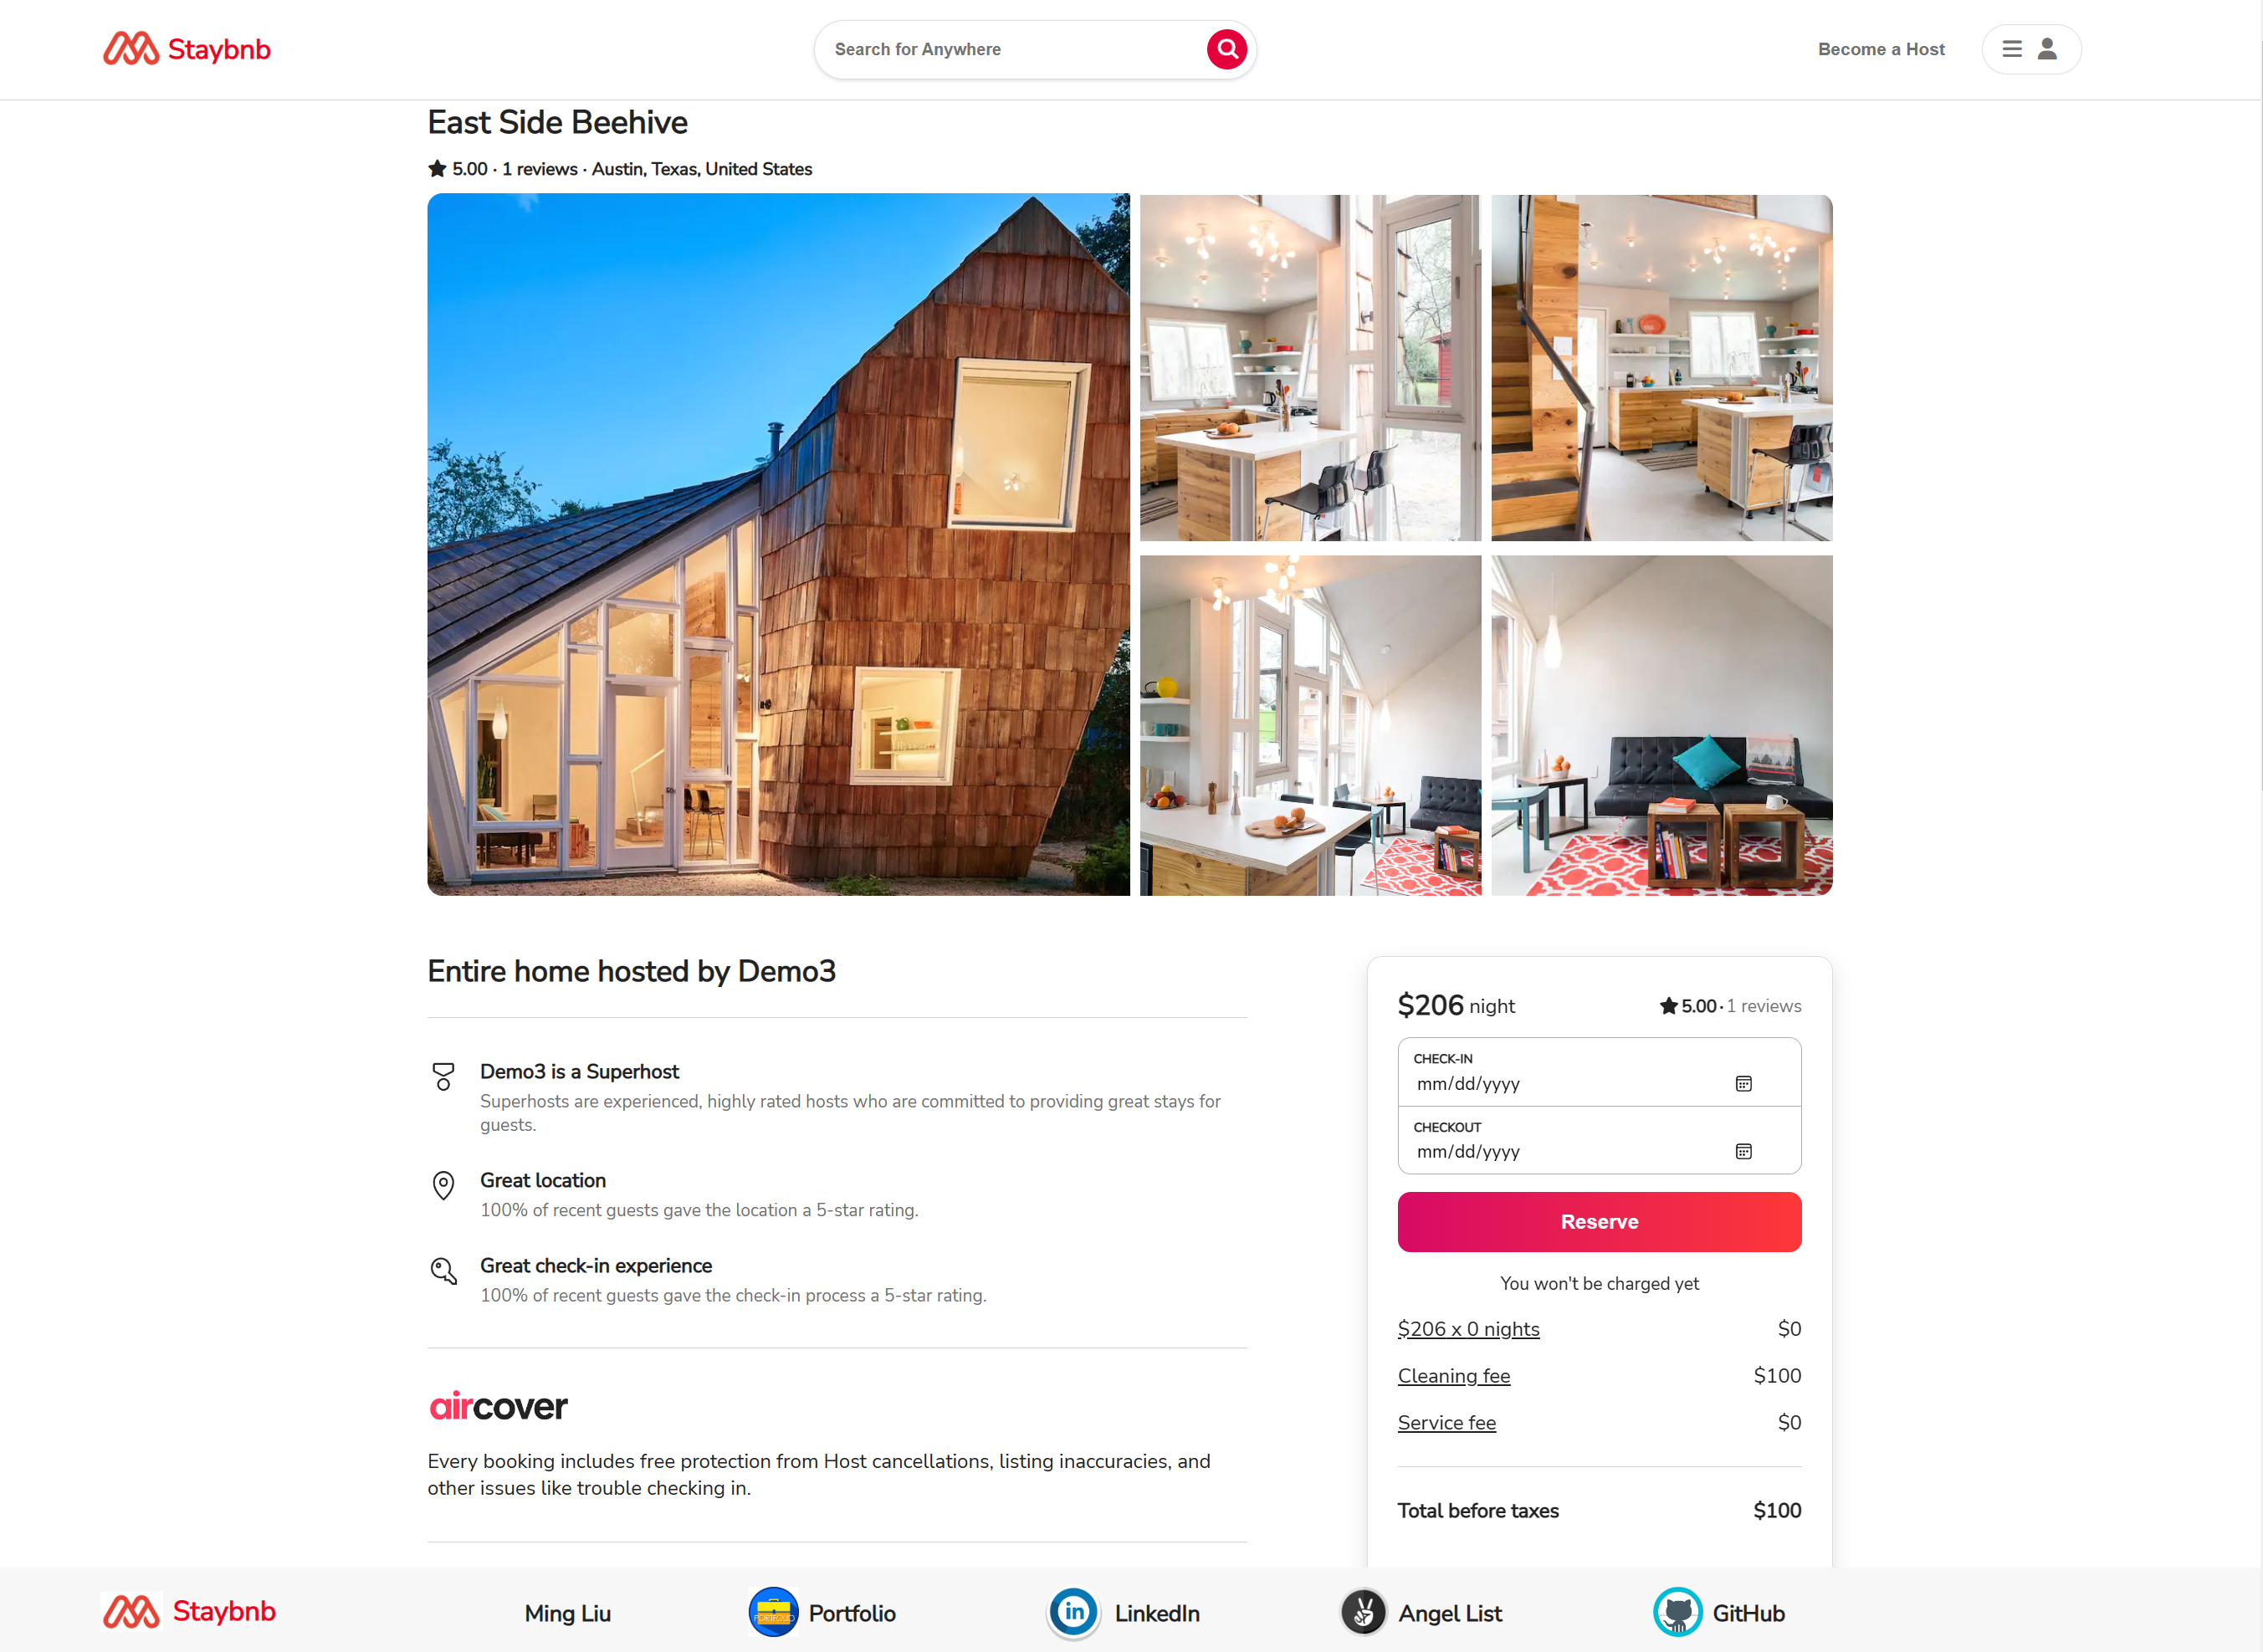 Staybnb
Search for Anywhere
Become a Host
East Side Beehive
5.00 · 1 reviews · Austin, Texas, United States
Entire home hosted by Demo3
Demo3 is a Superhost
Superhosts are experienced, highly rated hosts who are committed to providing great stays for
guests.
Great location
100% of recent guests gave the location a 5-star rating.
Great check-in experience
100% of recent guests gave the check-in process a 5-star rating.
aircover
Every booking includes free protection from Host cancellations, listing inaccuracies, and
other issues like trouble checking in.
$206 night
5.00 · 1 reviews
CHECK-IN
mm/dd/yyyy
CHECKOUT
mm/dd/yyyy
Reserve
You won't be charged yet
$206 x 0 nights $0
Cleaning fee $100
Service fee $0
Total before taxes $100
Staybnb
Ming Liu
PORTFOLIO
Portfolio
in
LinkedIn
Angel List
GitHub